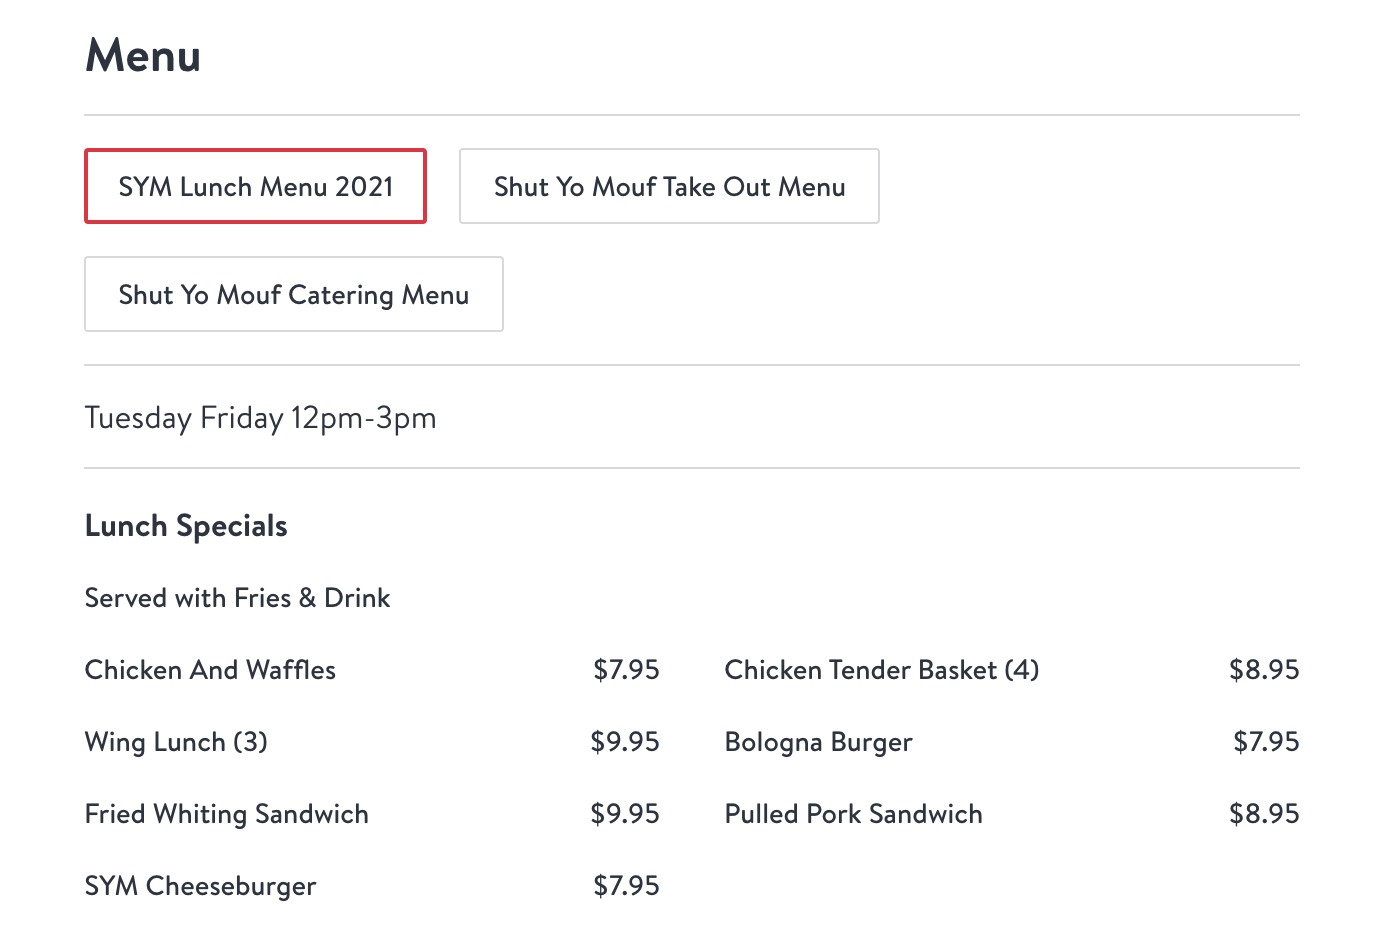 Menu
SYM Lunch Menu 2021
Shut Yo Mouf Take Out Menu
Shut Yo Mouf Catering Menu
Tuesday Friday 12pm-3pm
Lunch Specials
Served with Fries & Drink
Chicken And Waffles $7.95 Chicken Tender Basket (4) $8.95
Wing Lunch (3) $9.95 Bologna Burger $7.95
Fried Whiting Sandwich $9.95 Pulled Pork Sandwich $8.95
SYM Cheeseburger $7.95